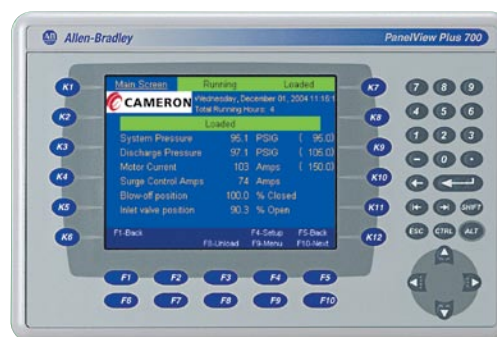 AB Allen-Bradley PanelView Plus 700
Main Screen Running Loaded
CAMERON Wednesday, December 01, 2004 11:15:1
Total Running Hours: 4
Loaded
System Pressure 95.1 PSIG ( 95.0)
Discharge Pressure 97.1 PSIG ( 105.0)
Motor Current 103 Amps ( 150.0)
Surge Control Amps 74 Amps
Blow-off position 100.0 % Closed
Inlet valve position 90.3 % Open
F1-Back F4-Setup F5-Back
F8-Unload F9-Menu F10-Next
K1 K7 7 8 9
K2 K8 4 5 6
K3 K9 1 2 3
K4 K10 - 0 .
K5 K11 SHIFT
K6 K12 ESC CTRL ALT
F1 F2 F3 F4 F5
F6 F7 F8 F9 F10